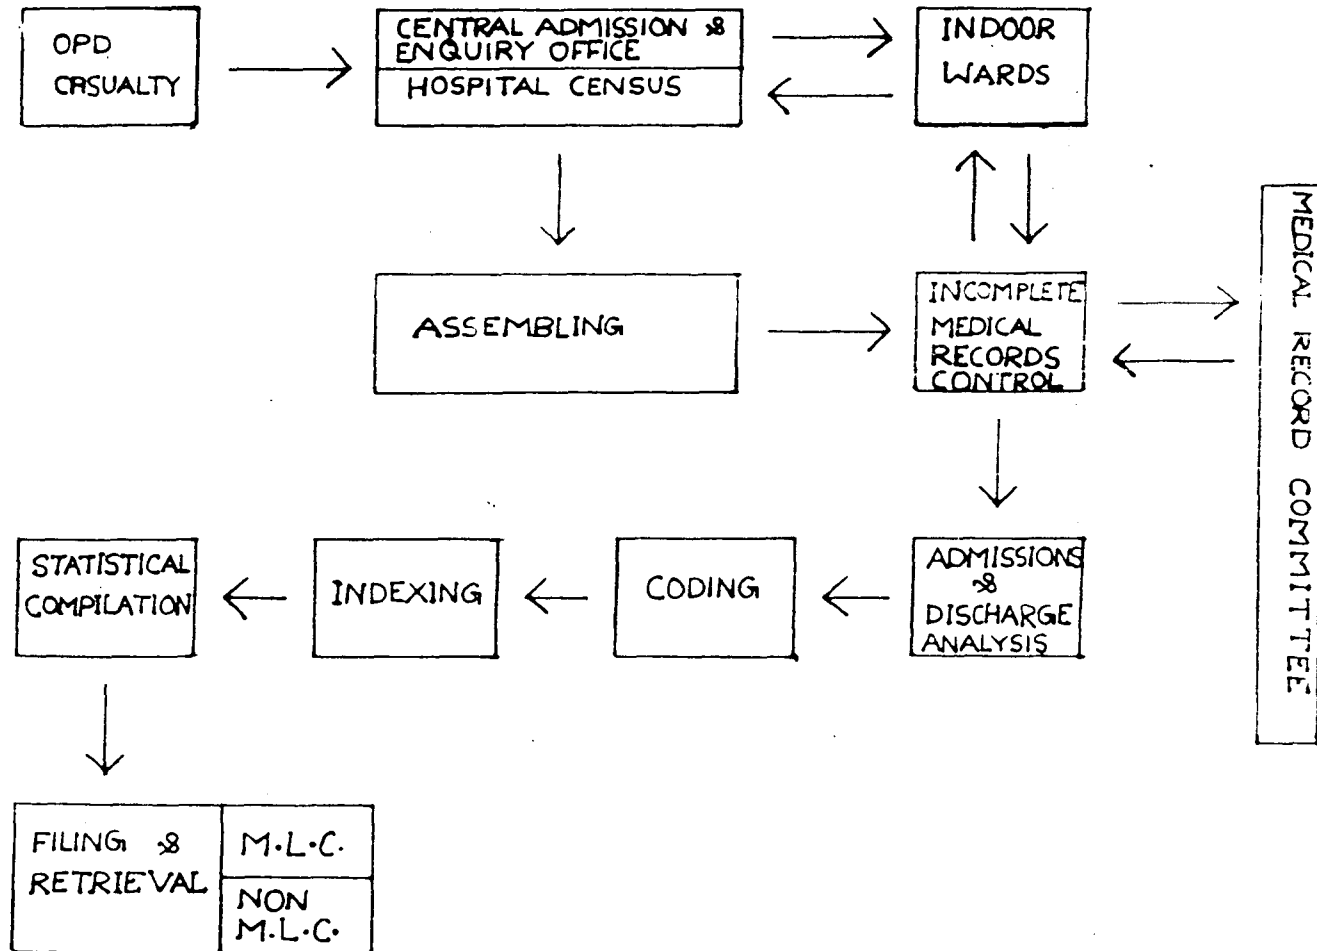 OPD
CASUALTY
CENTRAL ADMISSION &
ENQUIRY OFFICE
HOSPITAL CENSUS
INDOOR
WARDS
ASSEMBLING
INCOMPLETE
MEDICAL
RECORDS
CONTROL
MEDICAL RECORD COMMITTEE
STATISTICAL
COMPILATION
INDEXING
CODING
ADMISSIONS
&
DISCHARGE
ANALYSIS
FILING &
RETRIEVAL
M.L.C.
NON
M.L.C.